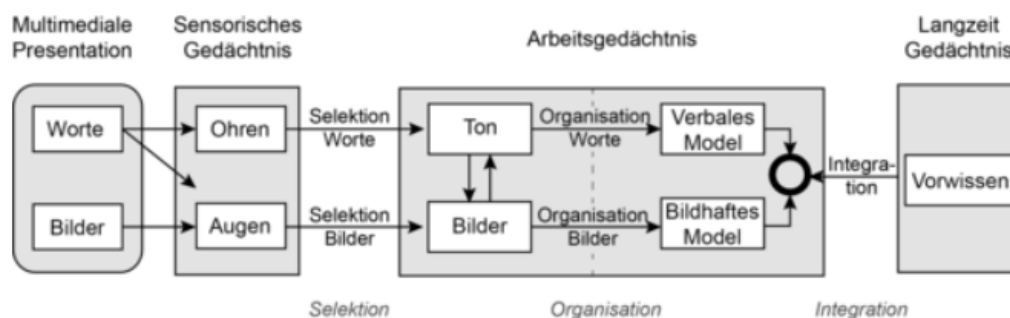 Multimediale
Presentation
Sensorisches
Gedächtnis
Arbeitsgedächtnis
Langzeit
Gedächtnis
Worte
Ohren
Selektion
Worte
Ton
Organisation
Worte
Verbales
Model
Integra-
tion
Vorwissen
Bilder
Augen
Selektion
Bilder
Bilder
Organisation
Bilder
Bildhaftes
Model
Selektion
Organisation
Integration